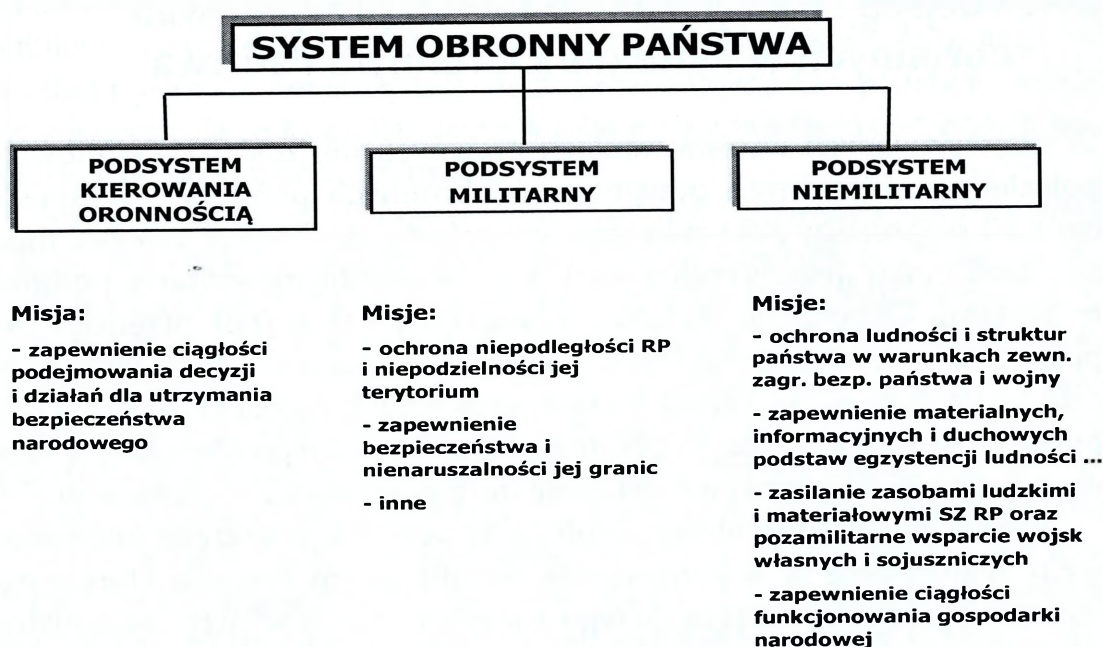 SYSTEM OBRONNY PAŃSTWA
PODSYSTEM
KIEROWANIA
ORONNOŚCIĄ
PODSYSTEM
MILITARNY
PODSYSTEM
NIEMILITARNY
Misja:
- zapewnienie ciągłości
podejmowania decyzji
i działań dla utrzymania
bezpieczeństwa
narodowego
Misje:
- ochrona niepodległości RP
i niepodzielności jej
terytorium
- zapewnienie
bezpieczeństwa i
nienaruszalności jej granic
- inne
Misje:
- ochrona ludności i struktur
państwa w warunkach zewn.
zagr. bezp. państwa i wojny
- zapewnienie materialnych,
informacyjnych i duchowych
podstaw egzystencji ludności ...
- zasilanie zasobami ludzkimi
i materiałowymi SZ RP oraz
pozamilitarne wsparcie wojsk
własnych i sojuszniczych
- zapewnienie ciągłości
funkcjonowania gospodarki
narodowej